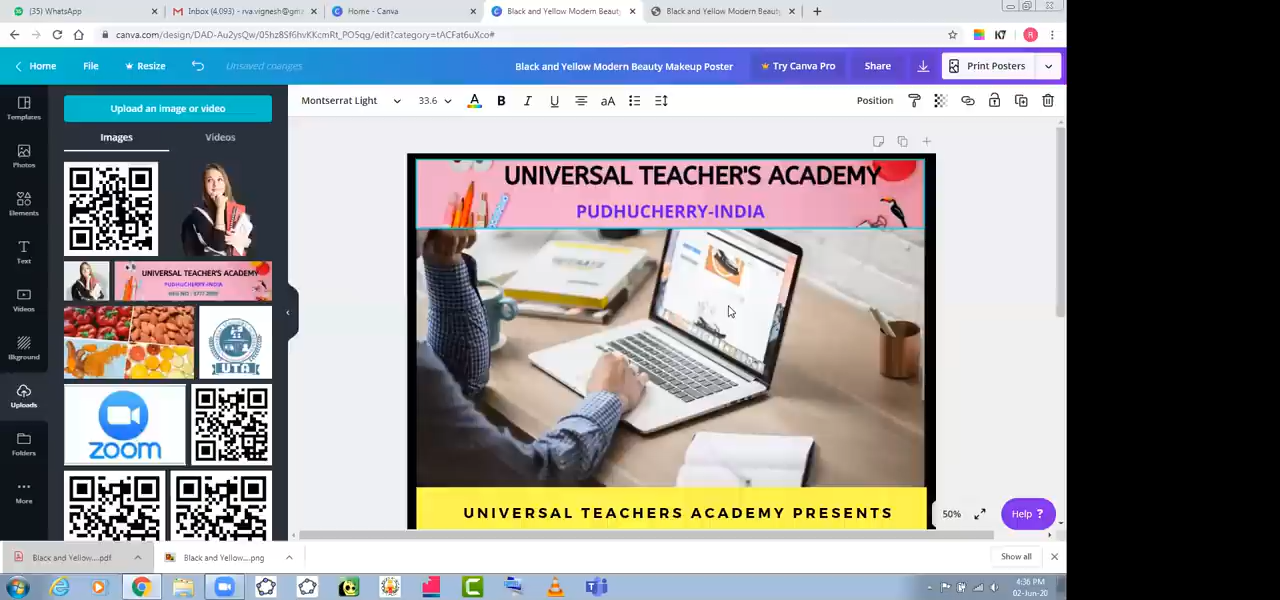 (35) WhatsApp
Inbox (4,093) - rva.vignesh@gma
Home - Canva
Black and Yellow Modern Beauty
Black and Yellow Modern Beauty
canva.com/design/DAD-Au2ysQw/05hz8Sf6hvKKcmRt_PO5qg/edit?category=tACFat6uXco#
Home
File
Resize
Unsaved changes
Black and Yellow Modern Beauty Makeup Poster
Try Canva Pro
Share
Print Posters
Templates
Photos
Elements
Text
Videos
Bkground
Uploads
Folders
More
Upload an image or video
Images
Videos
UNIVERSAL TEACHER'S ACADEMY
PUDHUCHERRY-INDIA
UTA
zoom
Montserrat Light
33.6
A B I U aA
Position
UNIVERSAL TEACHER'S ACADEMY
PUDHUCHERRY-INDIA
UNIVERSAL TEACHERS ACADEMY PRESENTS
50%
Help ?
Black and Yellow....pdf
Black and Yellow....png
Show all
4:36 PM
02-Jun-20